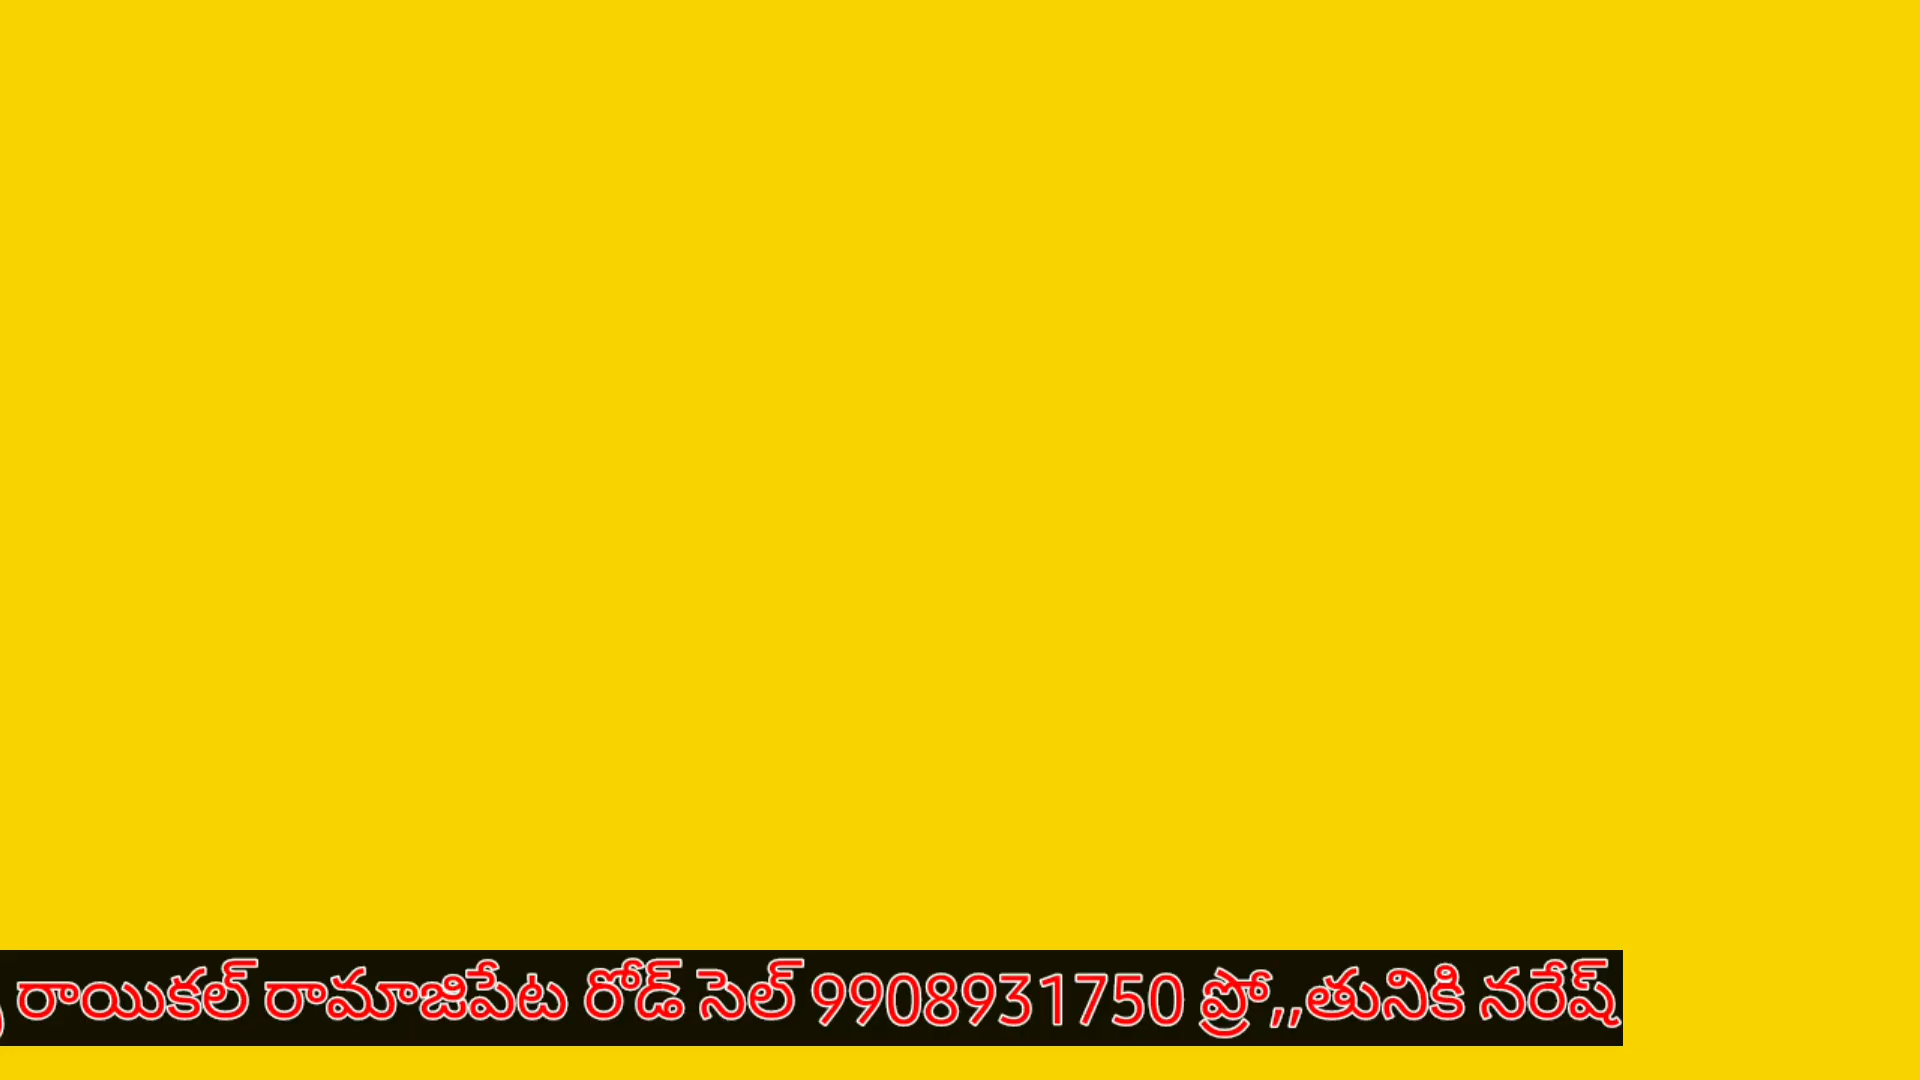 రాయికల్ రామాజిపేట రోడ్ సెల్ 9908931750 ప్రో,,తునికి నరేష్